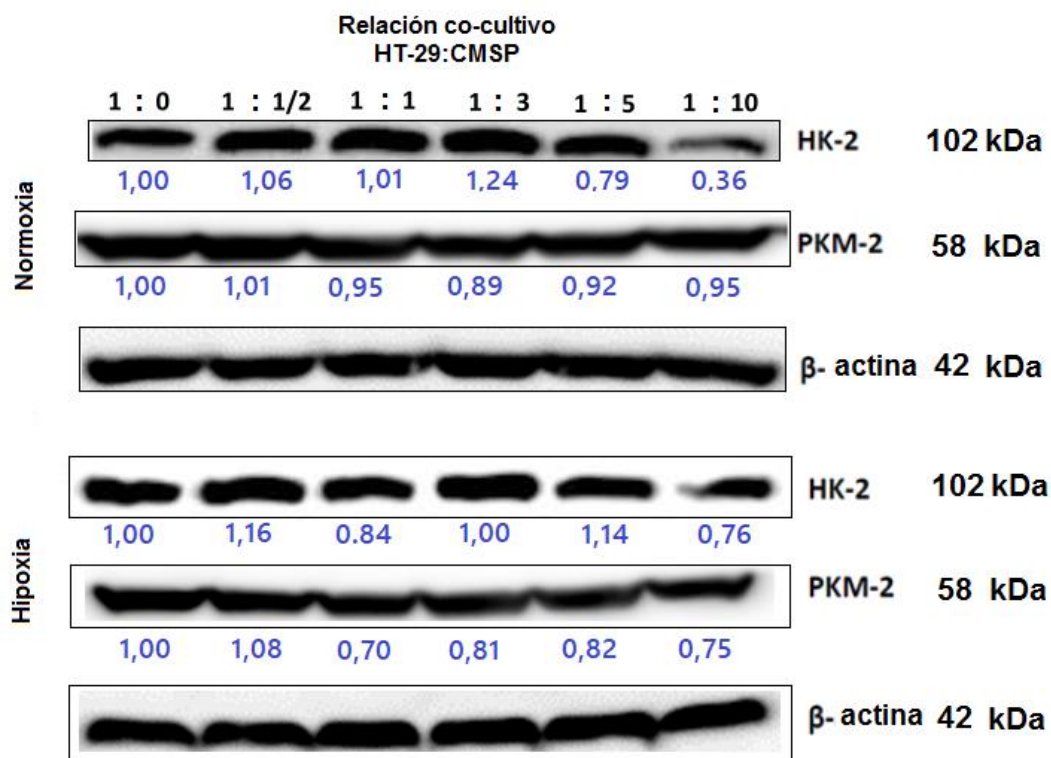 Relación co-cultivo
HT-29:CMSP
1 : 0 1 : 1/2 1 : 1 1 : 3 1 : 5 1 : 10
Normoxia
HK-2 102 kDa
1,00 1,06 1,01 1,24 0,79 0,36
PKM-2 58 kDa
1,00 1,01 0,95 0,89 0,92 0,95
β- actina 42 kDa
Hipoxia
HK-2 102 kDa
1,00 1,16 0.84 1,00 1,14 0,76
PKM-2 58 kDa
1,00 1,08 0,70 0,81 0,82 0,75
β- actina 42 kDa